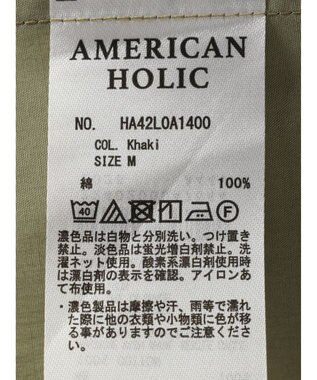 AMERICAN
HOLIC
NO. HA42L0A1400
COL. Khaki
SIZE M
綿 100%
40 F
濃色品は白物と分別洗い。つけ置き
禁止。淡色品は蛍光増白剤禁止。洗
濯ネット使用。酸素系漂白剤使用時
は漂白剤の表示を確認。アイロンあ
て布使用。
・濃色製品は摩擦や汗、雨等で濡れ
た際に他の衣類や小物類に色が移
る事がありますのでご注意くださ
い。